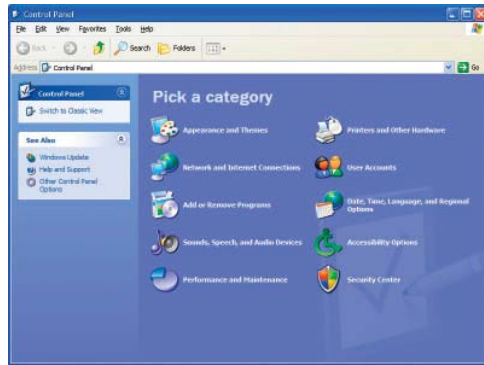 Control Panel
File Edit View Favorites Tools Help
Back Search Folders
Address Control Panel Go
Control Panel
Switch to Classic View
See Also
Windows Update
Help and Support
Other Control Panel
Options
Pick a category
Appearance and Themes
Printers and Other Hardware
Network and Internet Connections
User Accounts
Add or Remove Programs
Date, Time, Language, and Regional
Options
Sounds, Speech, and Audio Devices
Accessibility Options
Performance and Maintenance
Security Center